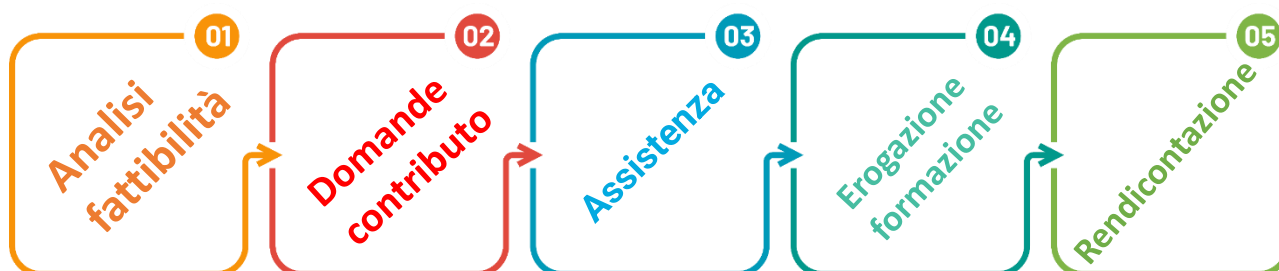 01
Analisi
fattibilità
02
Domande
contributo
03
Assistenza
04
Erogazione
formazione
05
Rendicontazione